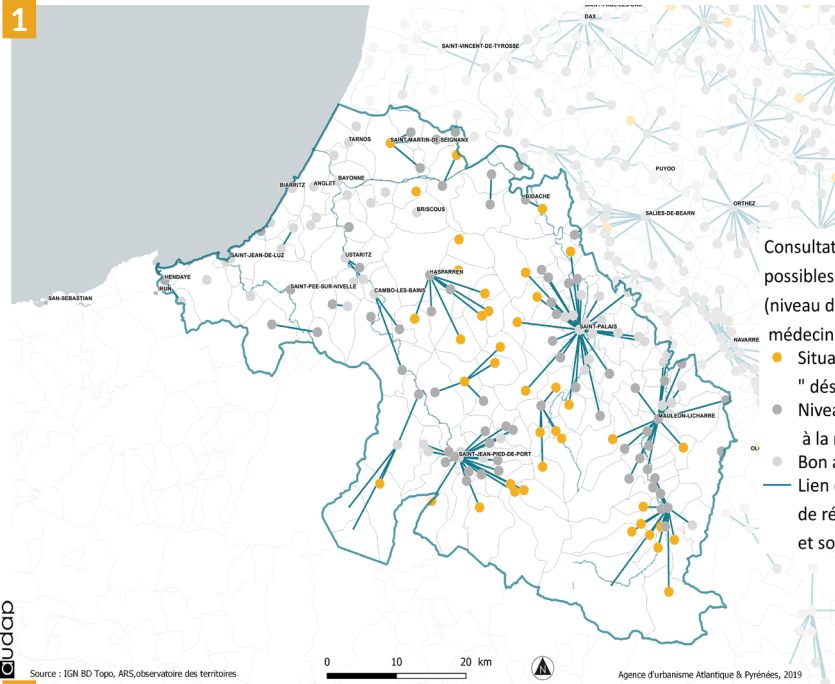 1
DAX
SAINT-VINCENT-DE-TYROSSE
TARNOS
SAINT-MARTIN-DE-SEIGNANX
PUYOO
BAYONNE
BIARRITZ
ANGLET
BIDACHE
ORTHEZ
BRISCOUS
SALIES-DE-BEARN
SAINT-JEAN-DE-LUZ
USTARITZ
HENDAYE
HASPARREN
IRUN
SAINT-PEE-SUR-NIVELLE
CAMBO-LES-BAINS
SAN-SEBASTIAN
SAINT-PALAIS
NAVARRE
MAULEON-LICHARRE
SAINT-JEAN-PIED-DE-PORT
OL
Consultat
possibles
(niveau d
médecin
Situa
" dés
Nivea
à la
Bon a
Lien
de ré
et so
audap
Source : IGN BD Topo, ARS,observatoire des territoires
0 10 20 km
N
Agence d'urbanisme Atlantique & Pyrénées, 2019